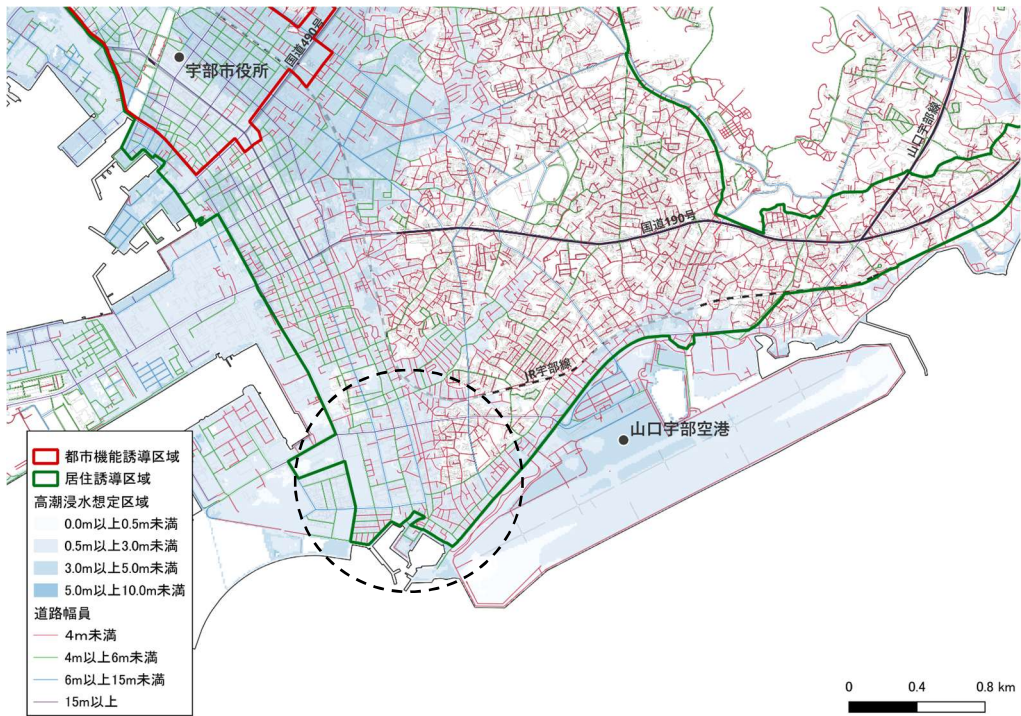 国道490号
宇部市役所
山口宇部線
国道190号
JR宇部線
山口宇部空港
都市機能誘導区域
居住誘導区域
高潮浸水想定区域
0.0m以上0.5m未満
0.5m以上3.0m未満
3.0m以上5.0m未満
5.0m以上10.0m未満
道路幅員
4m未満
4m以上6m未満
6m以上15m未満
15m以上
0 0.4 0.8 km